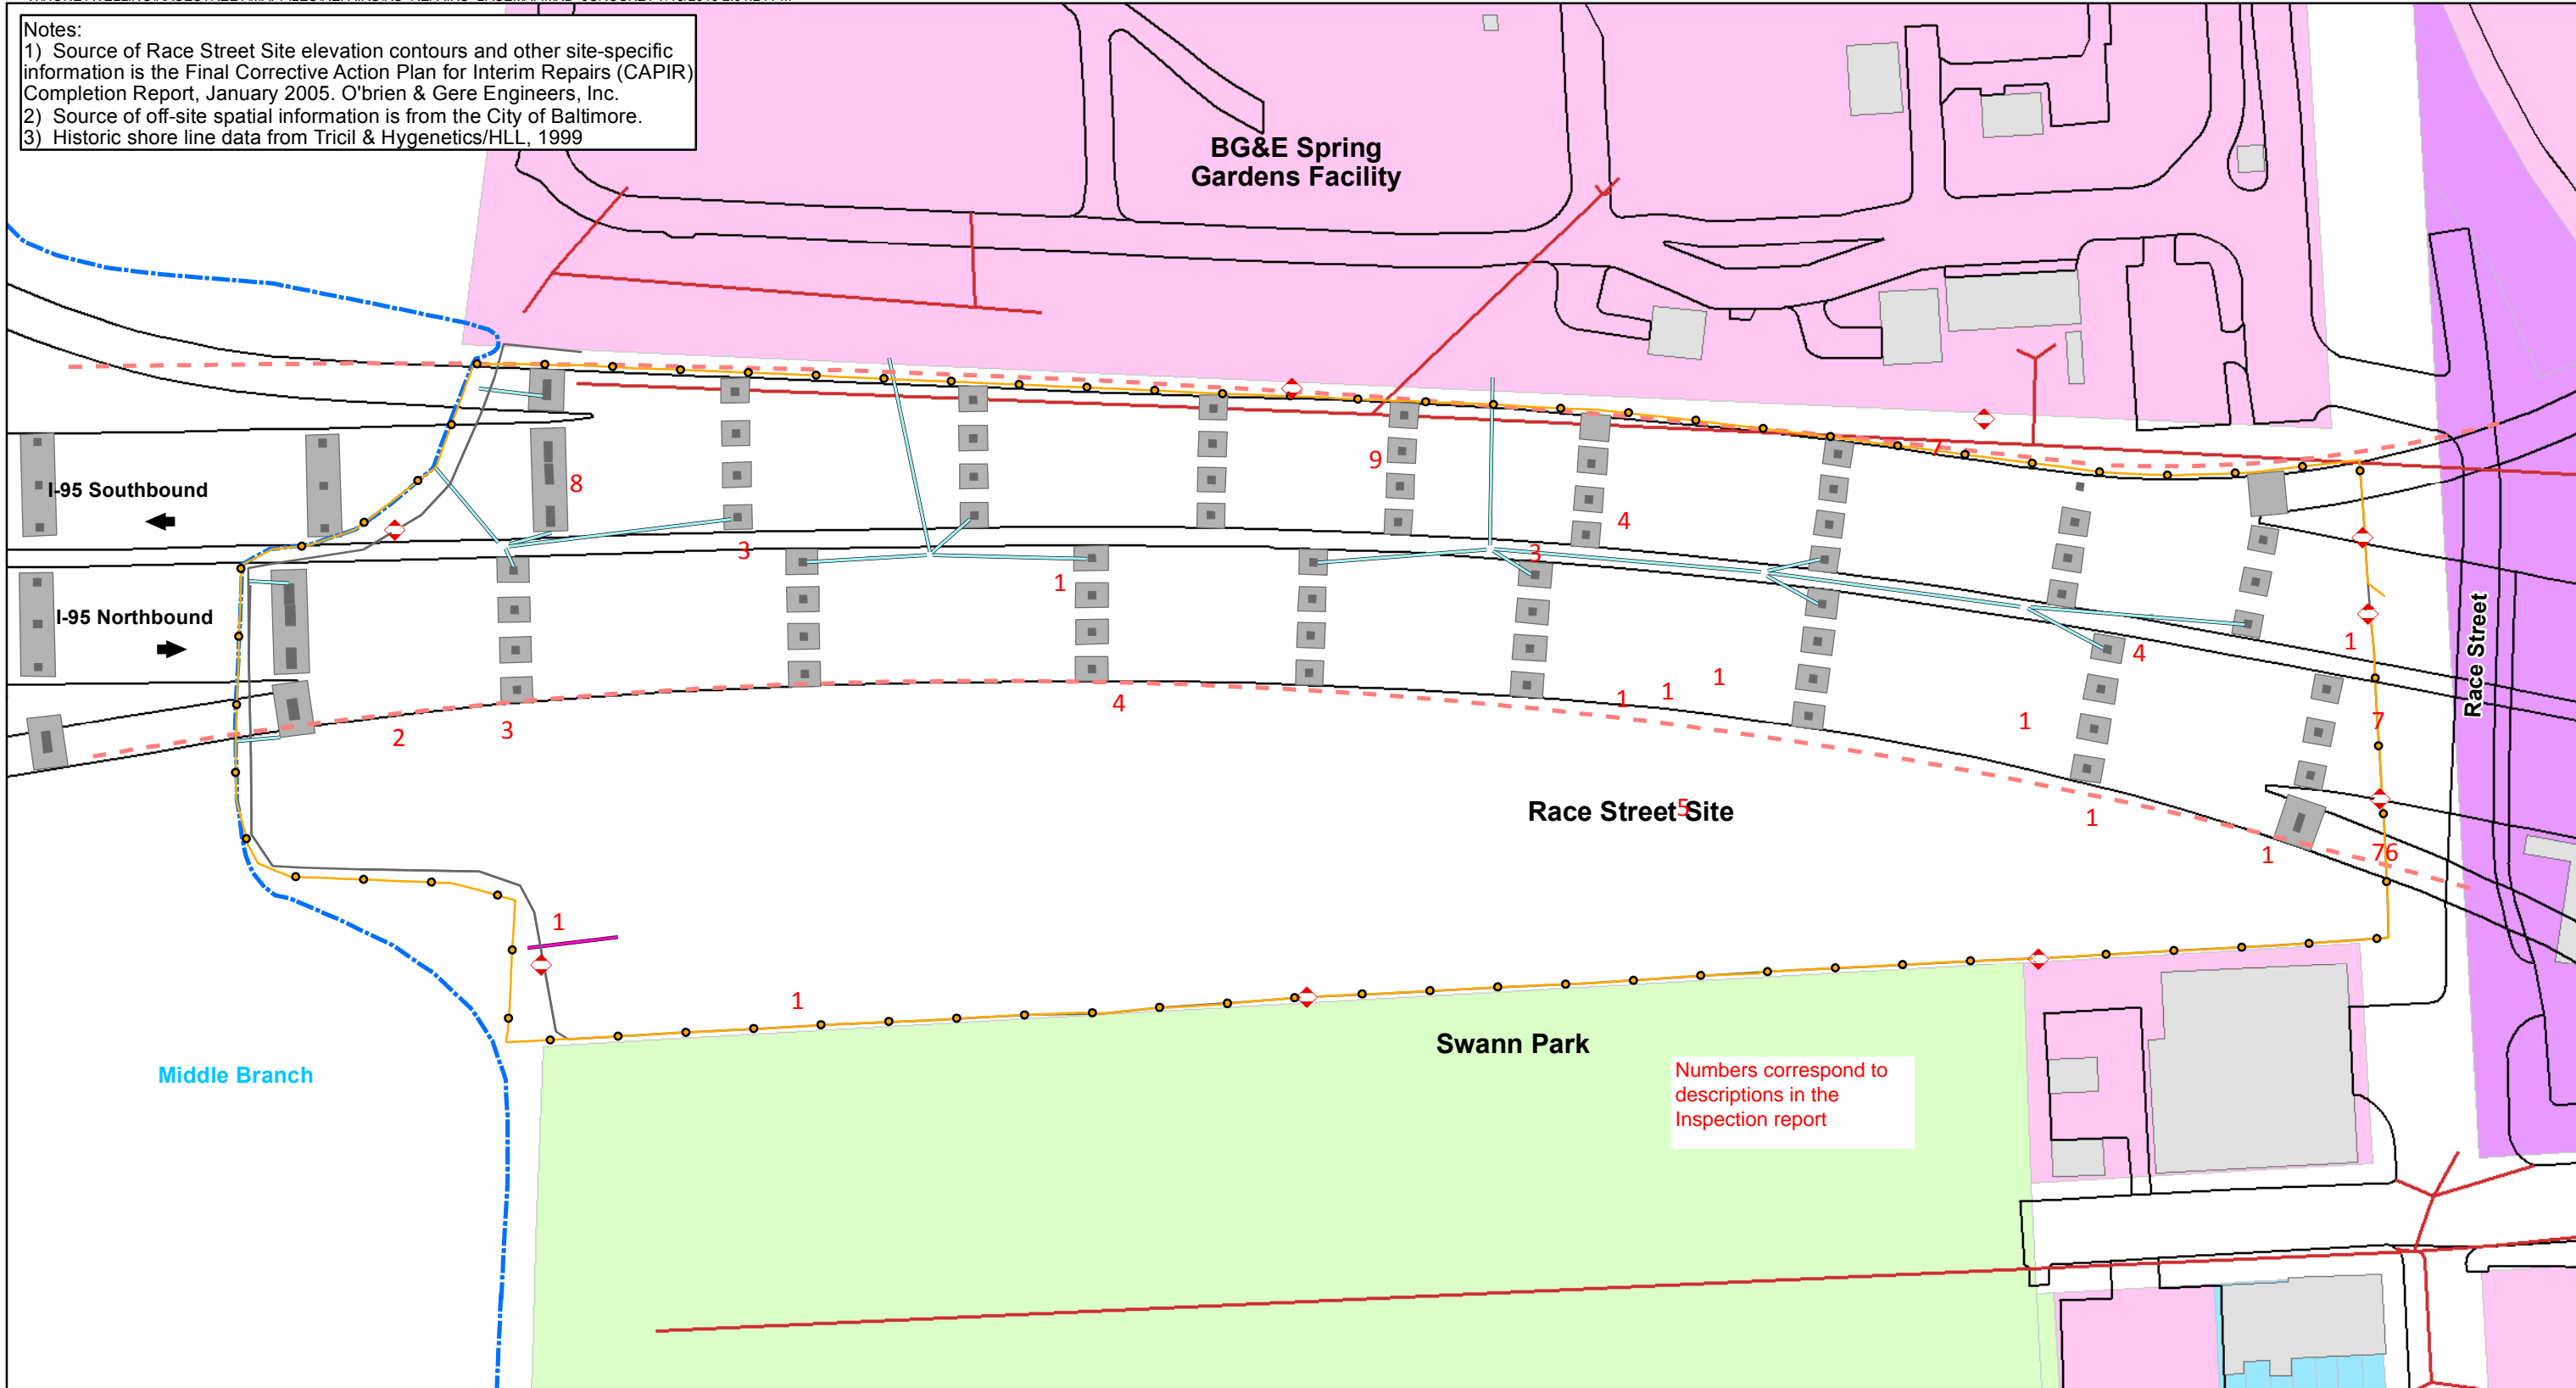 Notes:
1) Source of Race Street Site elevation contours and other site-specific
information is the Final Corrective Action Plan for Interim Repairs (CAPIR)
Completion Report, January 2005. O'brien & Gere Engineers, Inc.
2) Source of off-site spatial information is from the City of Baltimore.
3) Historic shore line data from Tricil & Hygenetics/HLL, 1999
BG&E Spring
Gardens Facility
7
9
8
I-95 Southbound
4
3
3
1
I-95 Northbound
1
4
Race Street
1
1
1
4
1
7
3
2
5
Race Street Site
1
1
76
1
1
Swann Park
Middle Branch
Numbers correspond to
descriptions in the
Inspection report